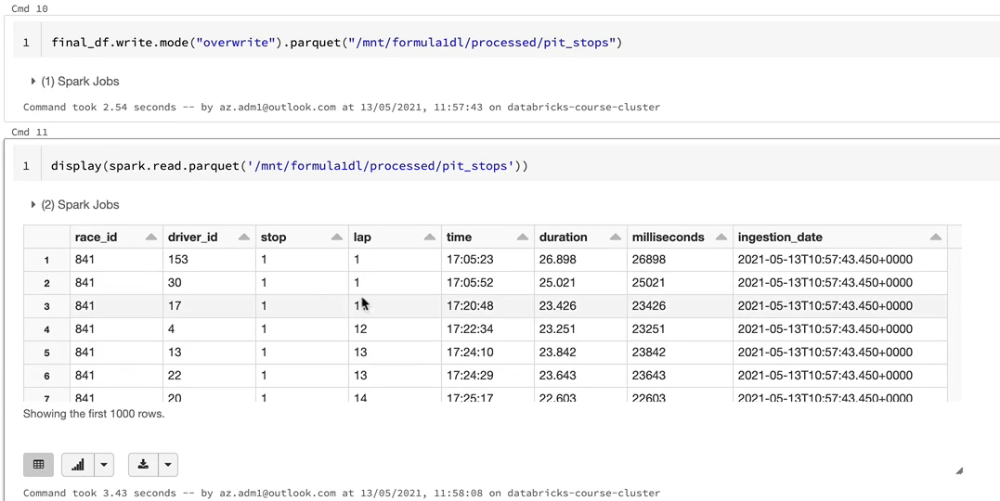 Cmd 10
1 final_df.write.mode("overwrite").parquet("/mnt/formula1dl/processed/pit_stops")
(1) Spark Jobs
Command took 2.54 seconds -- by az.adm1@outlook.com at 13/05/2021, 11:57:43 on databricks-course-cluster
Cmd 11
1 display(spark.read.parquet('/mnt/formula1dl/processed/pit_stops'))
(2) Spark Jobs
race_id driver_id stop lap time duration milliseconds ingestion_date
1 841 153 1 1 17:05:23 26.898 26898 2021-05-13T10:57:43.450+0000
2 841 30 1 1 17:05:52 25.021 25021 2021-05-13T10:57:43.450+0000
3 841 17 1 17:20:48 23.426 23426 2021-05-13T10:57:43.450+0000
4 841 4 1 12 17:22:34 23.251 23251 2021-05-13T10:57:43.450+0000
5 841 13 1 13 17:24:10 23.842 23842 2021-05-13T10:57:43.450+0000
6 841 22 1 13 17:24:29 23.643 23643 2021-05-13T10:57:43.450+0000
7 841 20 1 14 17:25:17 22.603 22603 2021-05-13T10:57:43.450+0000
Showing the first 1000 rows.
Command took 3.43 seconds -- by az.adm1@outlook.com at 13/05/2021, 11:58:08 on databricks-course-cluster